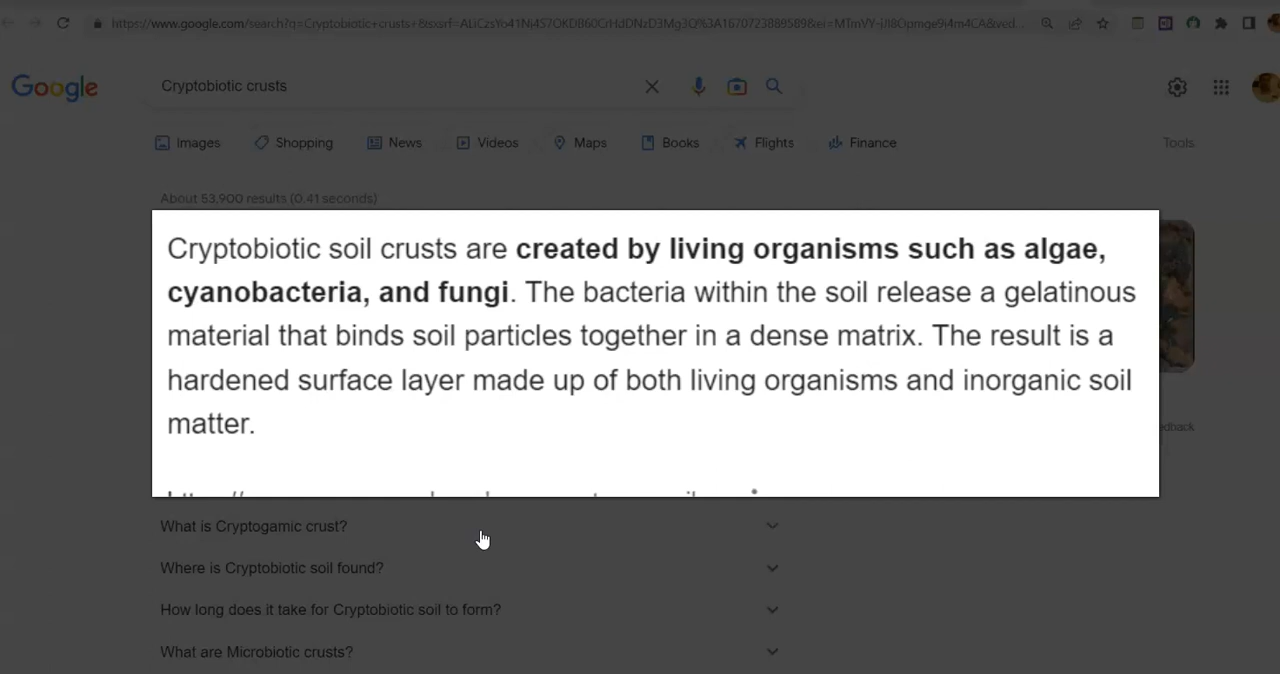 Google
Cryptobiotic crusts
Images Shopping News Videos Maps Books Flights Finance Tools
About 53,900 results (0.41 seconds)
Cryptobiotic soil crusts are created by living organisms such as algae,
cyanobacteria, and fungi. The bacteria within the soil release a gelatinous
material that binds soil particles together in a dense matrix. The result is a
hardened surface layer made up of both living organisms and inorganic soil
matter.
What is Cryptogamic crust?
Where is Cryptobiotic soil found?
How long does it take for Cryptobiotic soil to form?
What are Microbiotic crusts?